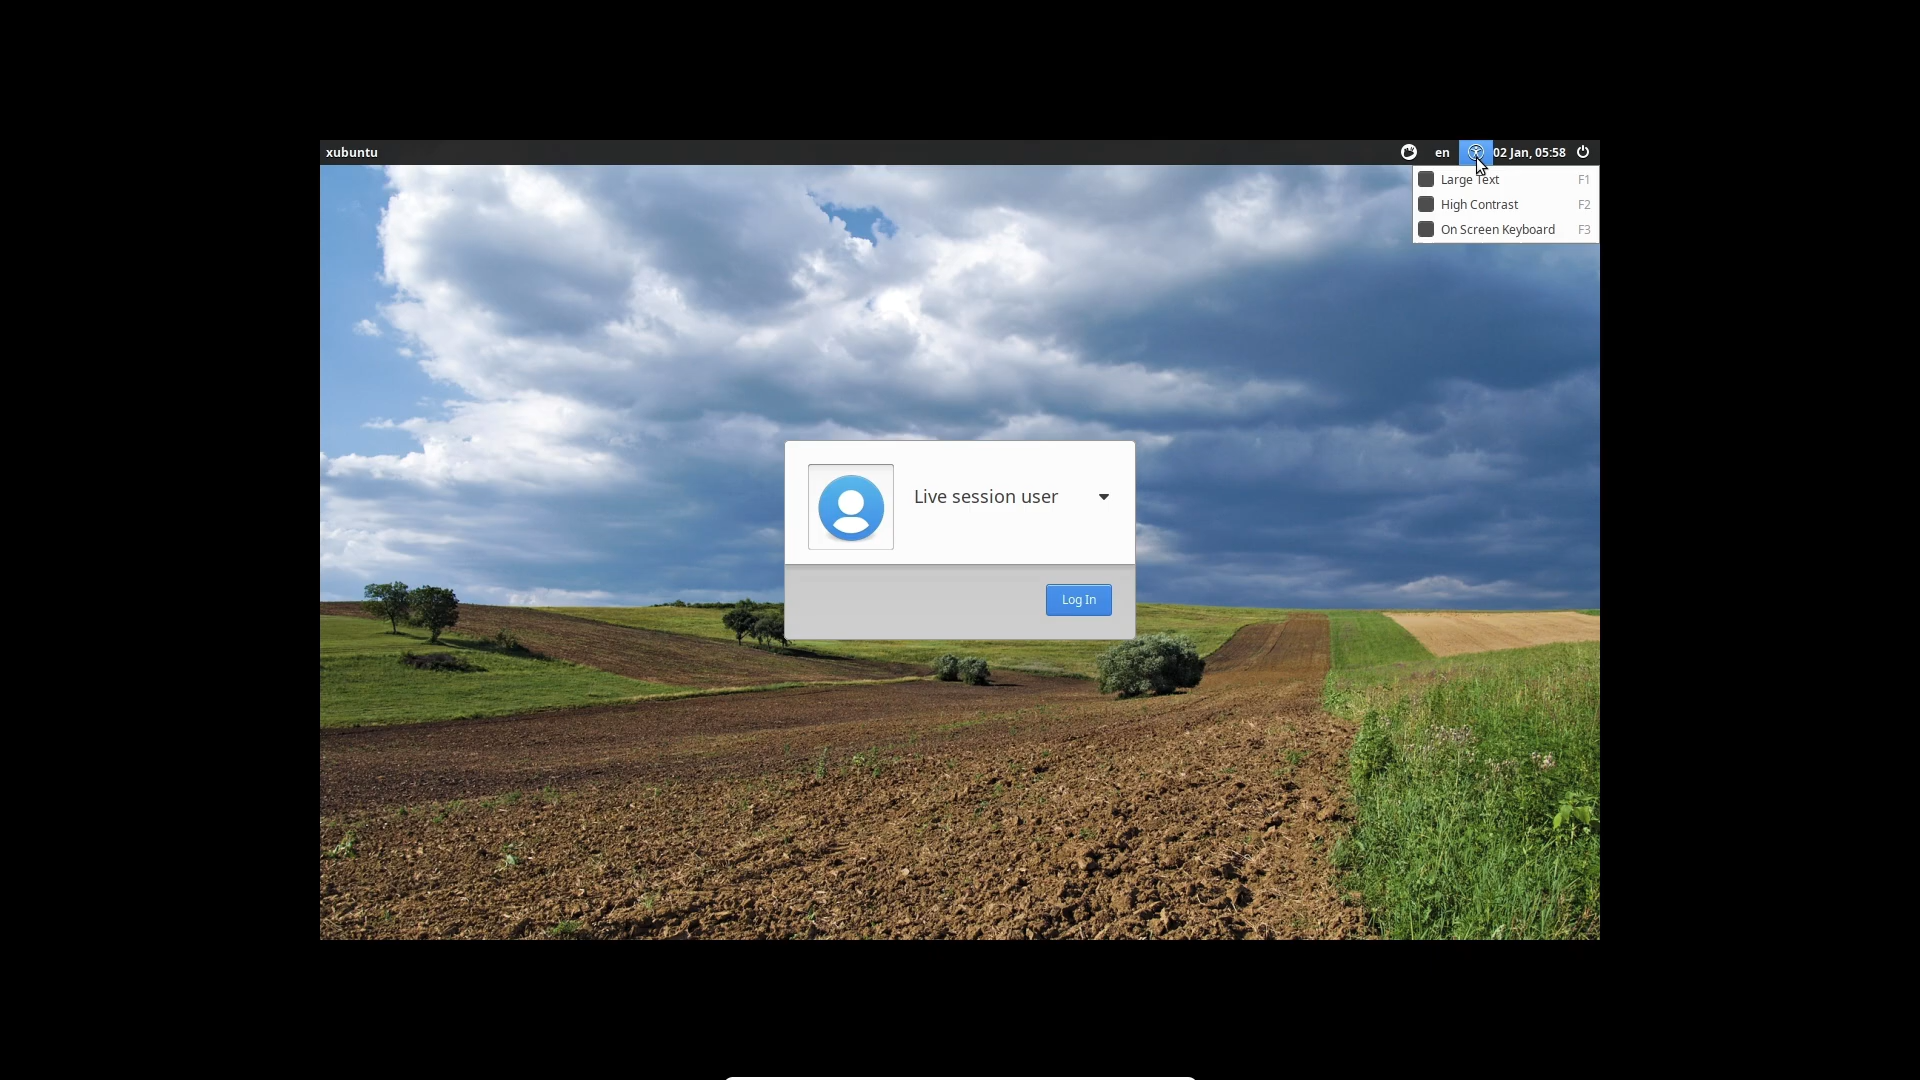 xubuntu
en
02 Jan, 05:58
Large Text F1
High Contrast F2
On Screen Keyboard F3
Live session user
Log In